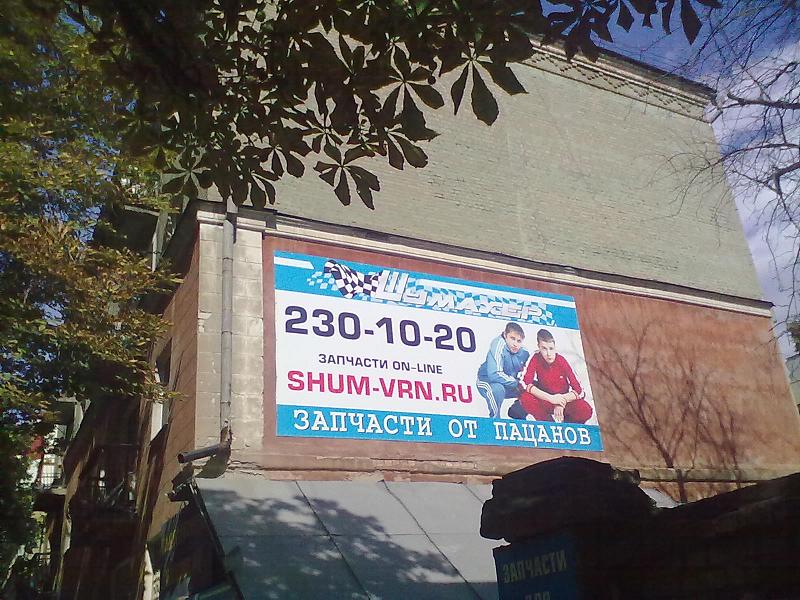 Шумахер
230-10-20
ЗАПЧАСТИ ON-LINE
SHUM-VRN.RU
ЗАПЧАСТИ ОТ ПАЦАНОВ
ЗАПЧАСТИ